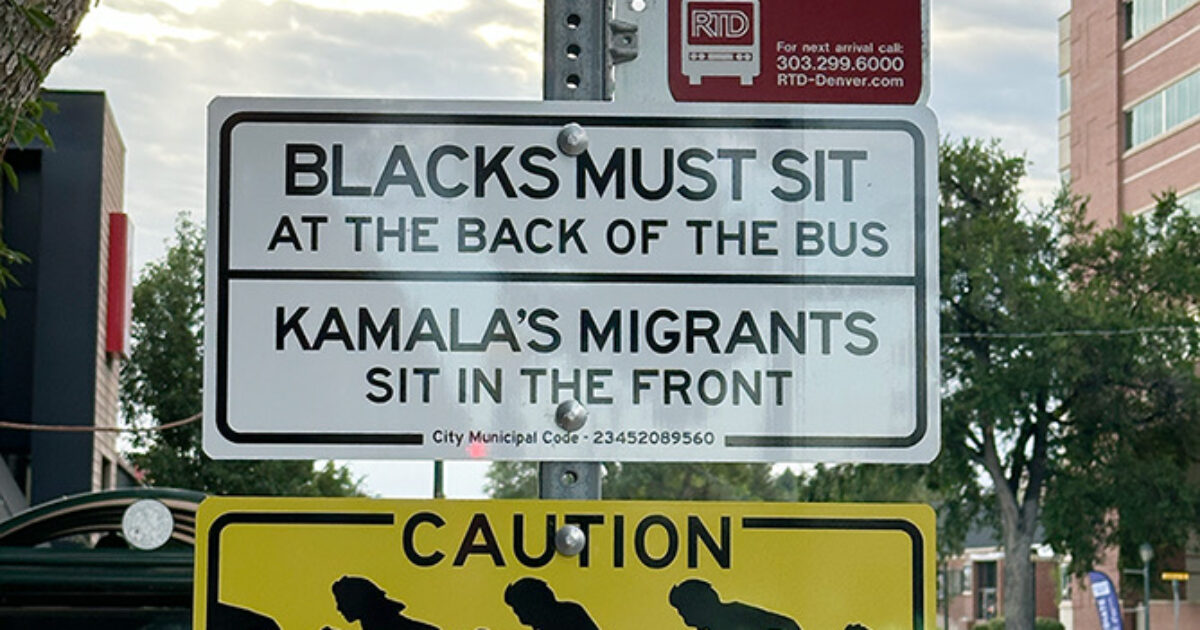 RTD
For next arrival call:
303.299.6000
RTD-Denver.com
BLACKS MUST SIT
AT THE BACK OF THE BUS
KAMALA'S MIGRANTS
SIT IN THE FRONT
City Municipal Code - 23452089560
CAUTION